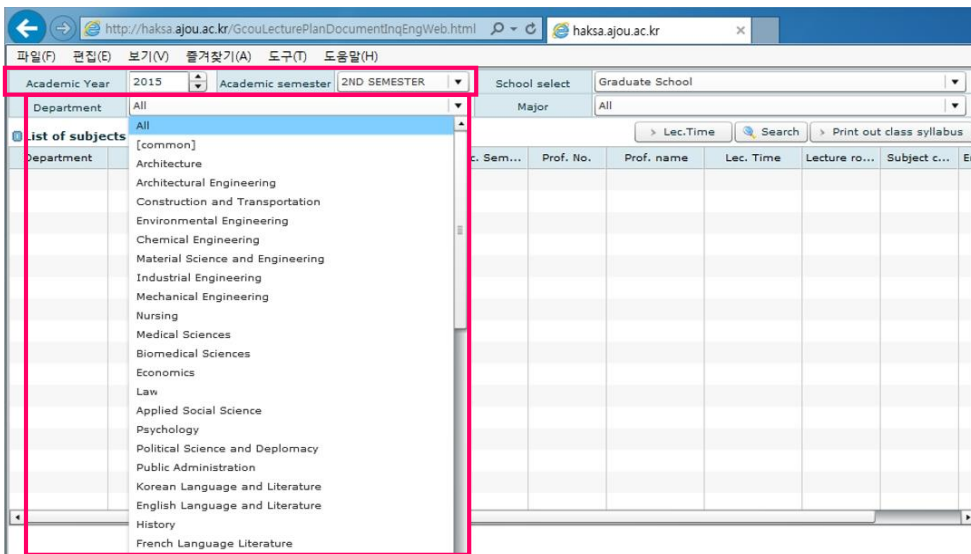 http://haksa.ajou.ac.kr/GcouLecturePlanDocumentInqEngWeb.html haksa.ajou.ac.kr
파일(F) 편집(E) 보기(V) 즐겨찾기(A) 도구(T) 도움말(H)
Academic Year 2015 Academic semester 2ND SEMESTER School select Graduate School
Department All Major All
List of subjects Lec.Time Search Print out class syllabus
Department c. Sem... Prof. No. Prof. name Lec. Time Lecture ro... Subject c...
All
[common]
Architecture
Architectural Engineering
Construction and Transportation
Environmental Engineering
Chemical Engineering
Material Science and Engineering
Industrial Engineering
Mechanical Engineering
Nursing
Medical Sciences
Biomedical Sciences
Economics
Law
Applied Social Science
Psychology
Political Science and Deplomacy
Public Administration
Korean Language and Literature
English Language and Literature
History
French Language Literature